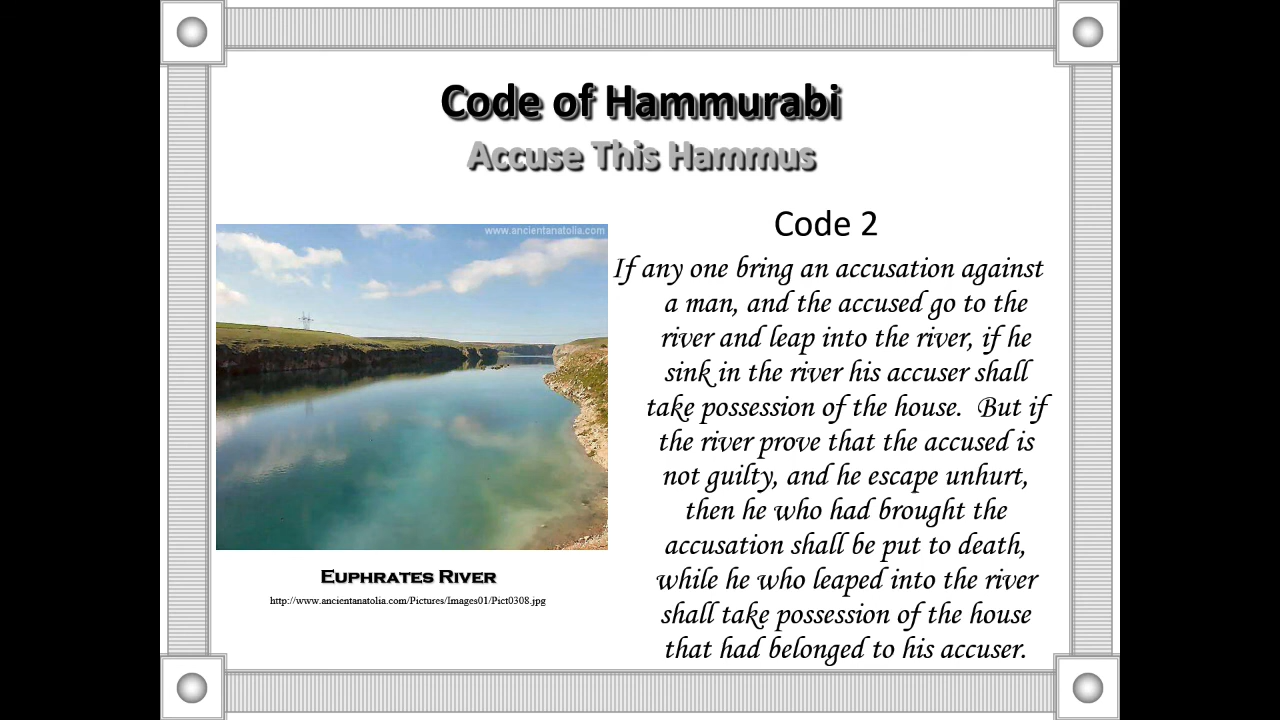 Code of Hammurabi
Accuse This Hammus
www.ancientanatolia.com
Euphrates River
http://www.ancientanatolia.com/Pictures/Images01/Pict0308.jpg
Code 2
If any one bring an accusation against
a man, and the accused go to the
river and leap into the river, if he
sink in the river his accuser shall
take possession of the house.  But if
the river prove that the accused is
not guilty, and he escape unhurt,
then he who had brought the
accusation shall be put to death,
while he who leaped into the river
shall take possession of the house
that had belonged to his accuser.